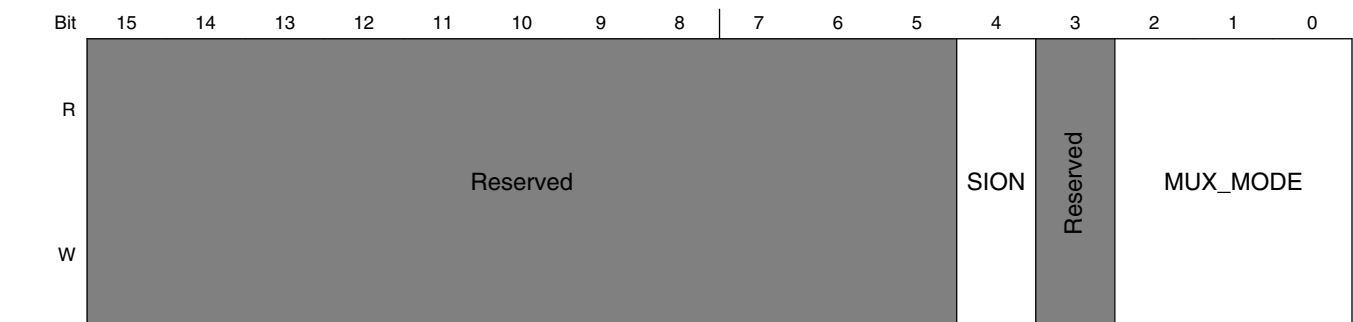 Bit 15 14 13 12 11 10 9 8 7 6 5 4 3 2 1 0
R
Reserved SION Reserved MUX_MODE
W